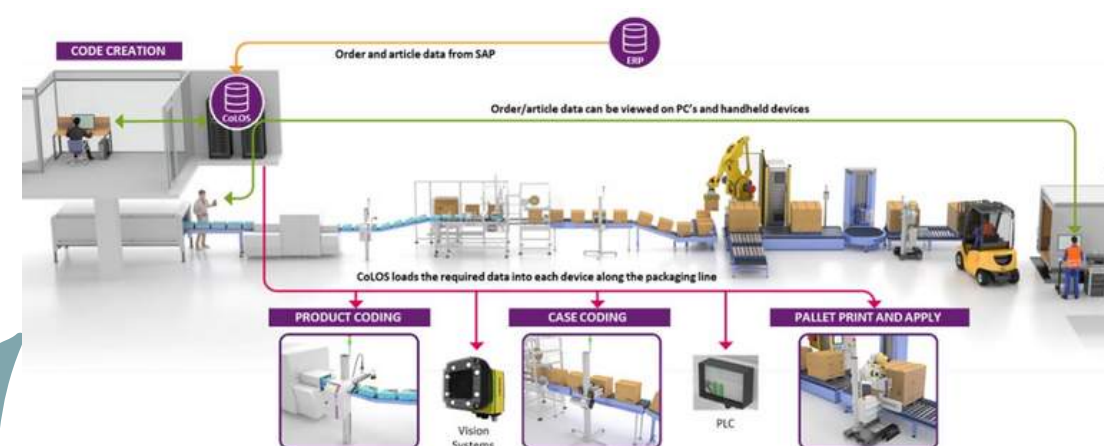 CODE CREATION
Order and article data from SAP
ERP
CoLOS
Order/article data can be viewed on PC's and handheld devices
CoLOS loads the required data into each device along the packaging line
PRODUCT CODING
CASE CODING
PALLET PRINT AND APPLY
Vision
Systems
PLC